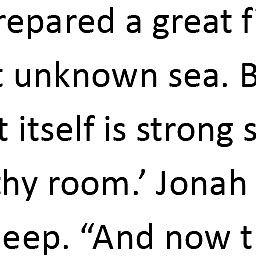 repared a great f
unknown sea. B
t itself is strong s
hy room.’ Jonah
eep. “And now t